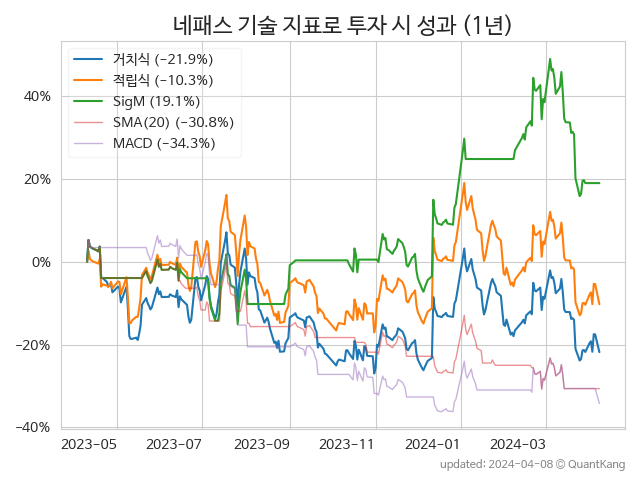 네패스 기술 지표로 투자 시 성과 (1년)
거치식 (−21.9%)
적립식 (−10.3%)
SigM (19.1%)
SMA(20) (−30.8%)
MACD (−34.3%)
40%
20%
0%
−20%
−40%
2023-05 2023-07 2023-09 2023-11 2024-01 2024-03
updated: 2024-04-08 © QuantKang